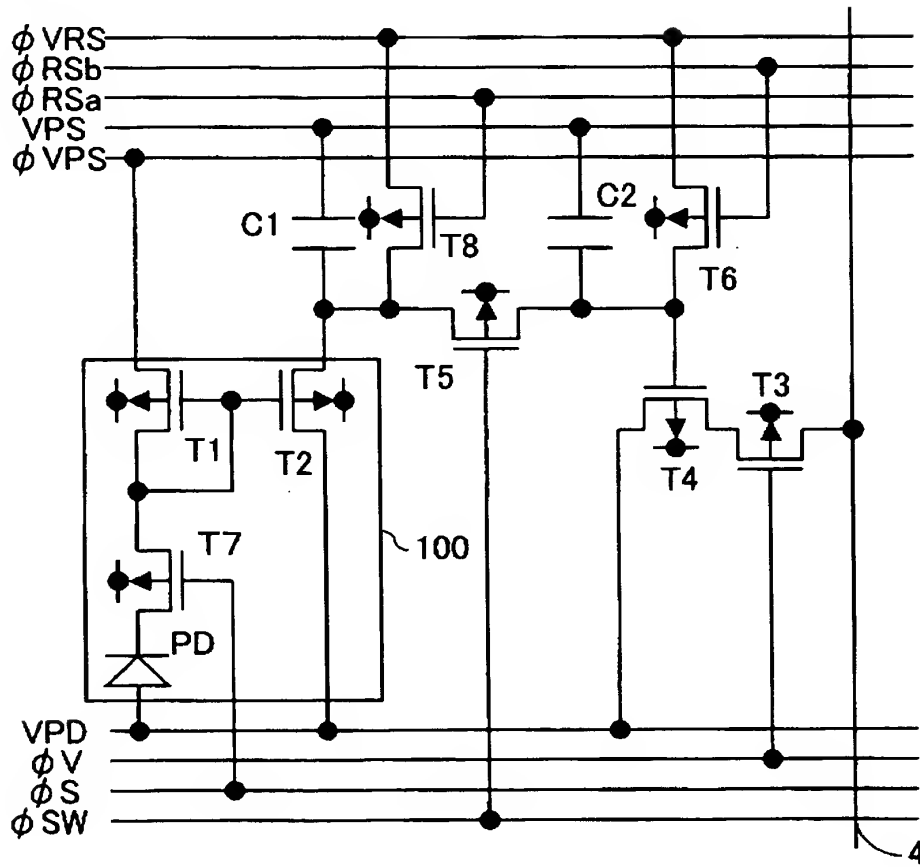 φVRS
φRSb
φRSa
VPS
φVPS
C1
T8
C2
T6
T5
T3
T1
T2
T4
T7
100
PD
VPD
φV
φS
φSW
4